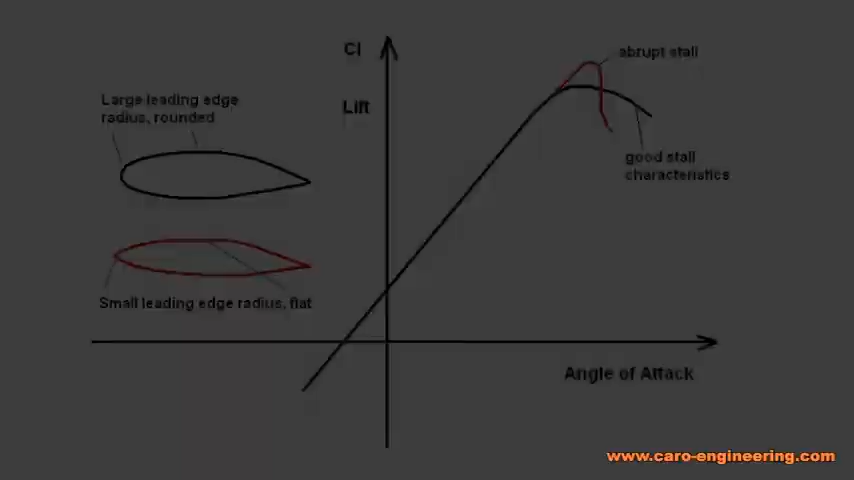 Cl
abrupt stall
Large leading edge
radius, rounded
Lift
good stall
characteristics
Small leading edge radius, flat
Angle of Attack
www.caro-engineering.com